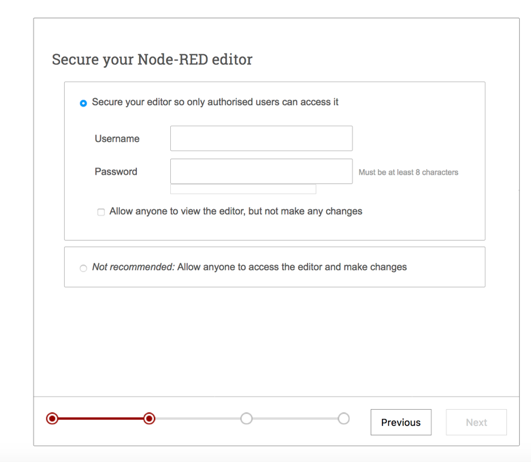 Secure your Node-RED editor
Secure your editor so only authorised users can access it
Username
Password
Must be at least 8 characters
Allow anyone to view the editor, but not make any changes
Not recommended: Allow anyone to access the editor and make changes
Previous
Next